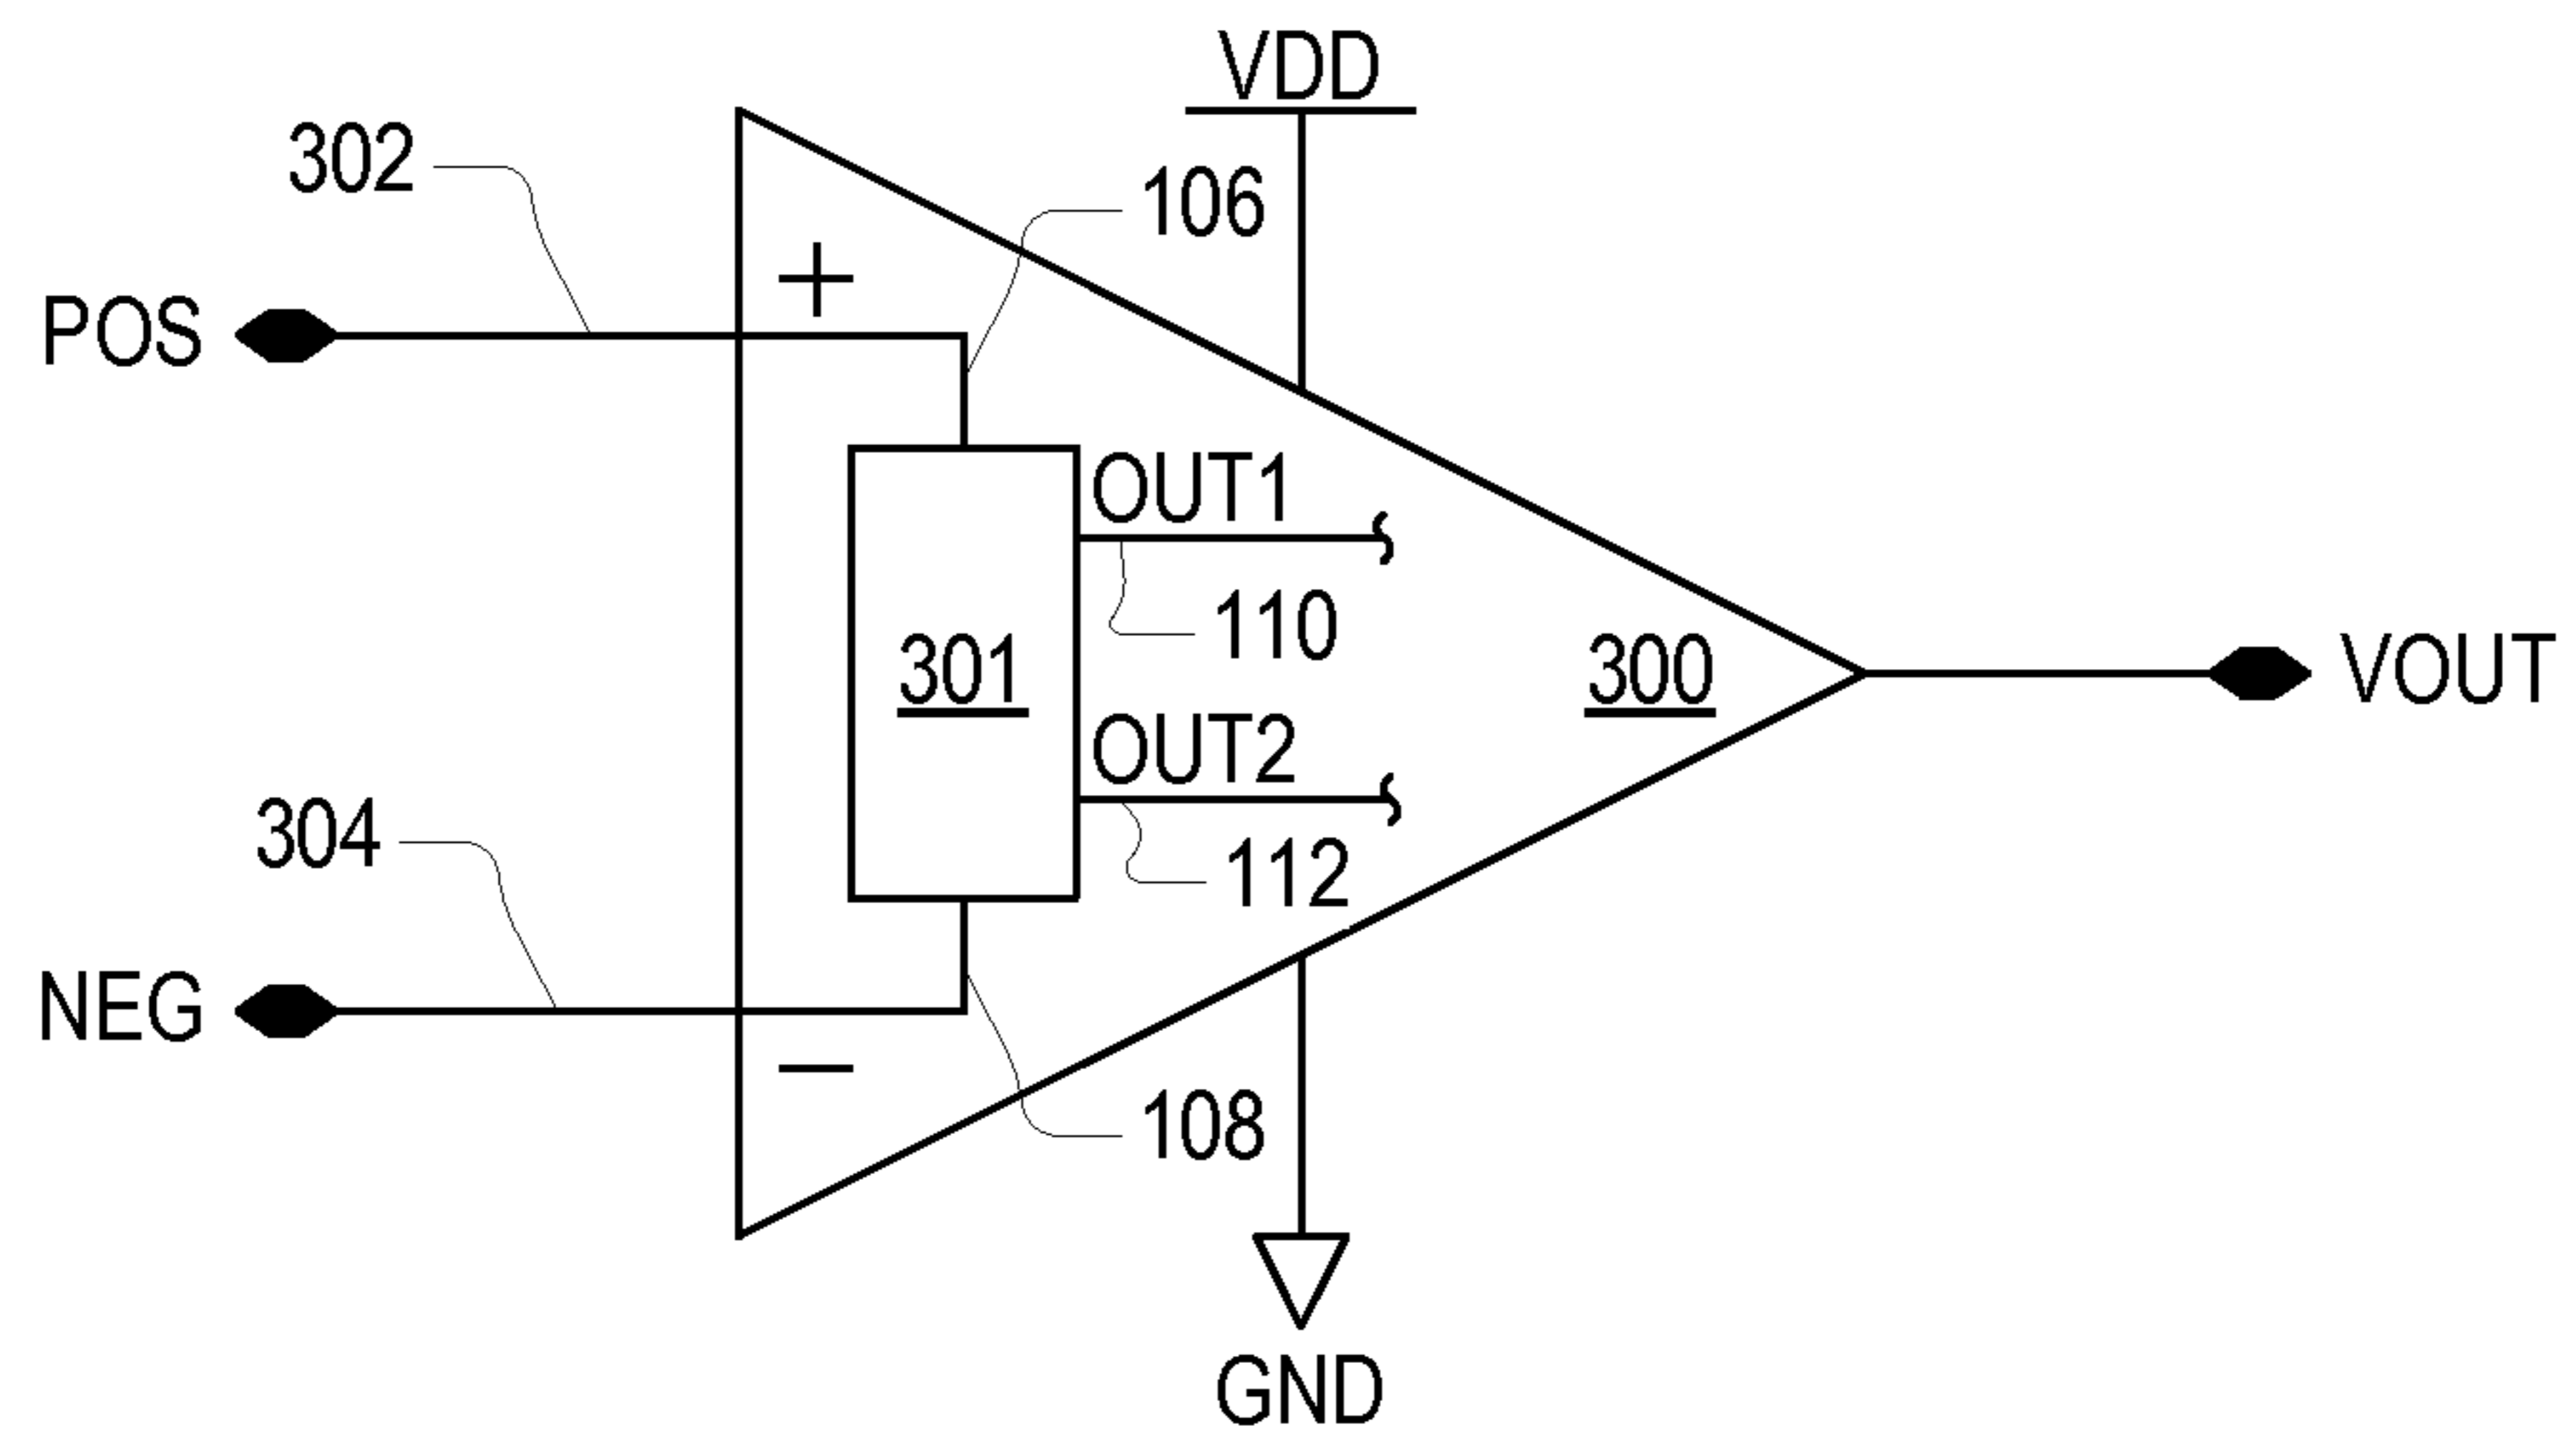 VDD
302
106
+
POS
OUT1
110
301
300
VOUT
OUT2
304
112
NEG
−
108
GND